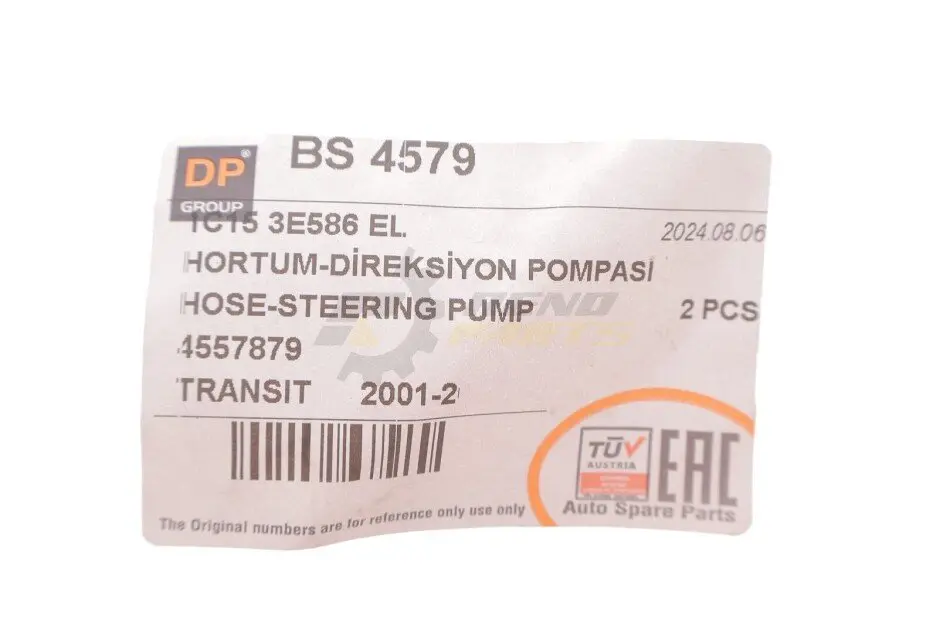 DP®
GROUP
BS 4579
1C15 3E586 EL
2024.08.06
HORTUM-DİREKSİYON POMPASI
HOSE-STEERING PUMP
2 PCS
4557879
TRANSIT 2001-2
TÜV
AUSTRIA
EAC
Auto Spare Parts
The Original numbers are for reference only use only